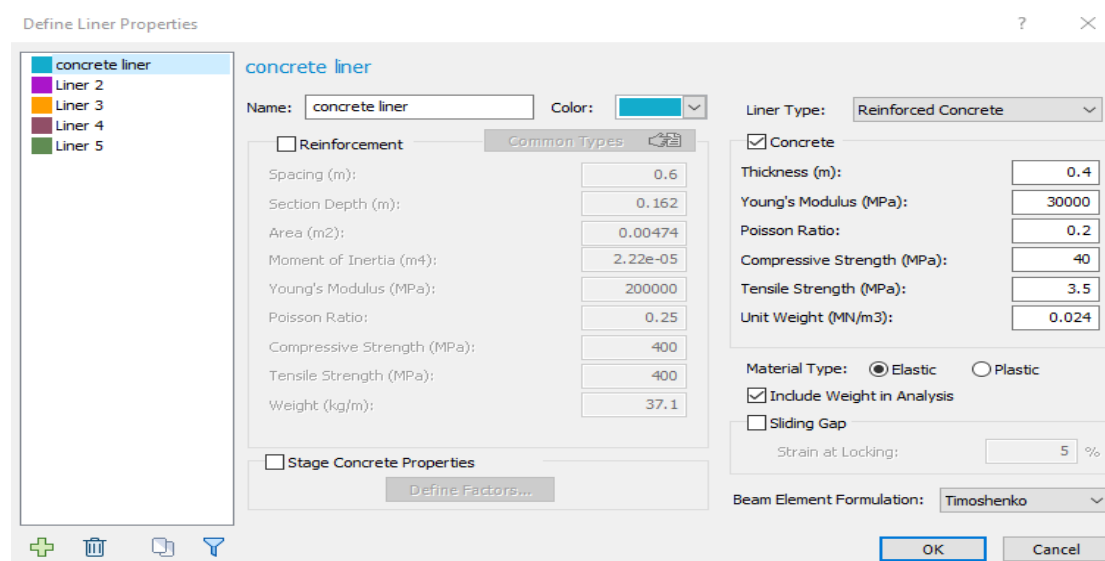 Define Liner Properties
?
concrete liner
Liner 2
Liner 3
Liner 4
Liner 5
concrete liner
Name: concrete liner Color:
Reinforcement Common Types
Spacing (m): 0.6
Section Depth (m): 0.162
Area (m2): 0.00474
Moment of Inertia (m4): 2.22e-05
Young's Modulus (MPa): 200000
Poisson Ratio: 0.25
Compressive Strength (MPa): 400
Tensile Strength (MPa): 400
Weight (kg/m): 37.1
Stage Concrete Properties
Define Factors...
Liner Type: Reinforced Concrete
Concrete
Thickness (m): 0.4
Young's Modulus (MPa): 30000
Poisson Ratio: 0.2
Compressive Strength (MPa): 40
Tensile Strength (MPa): 3.5
Unit Weight (MN/m3): 0.024
Material Type: Elastic Plastic
Include Weight in Analysis
Sliding Gap
Strain at Locking: 5 %
Beam Element Formulation: Timoshenko
OK Cancel